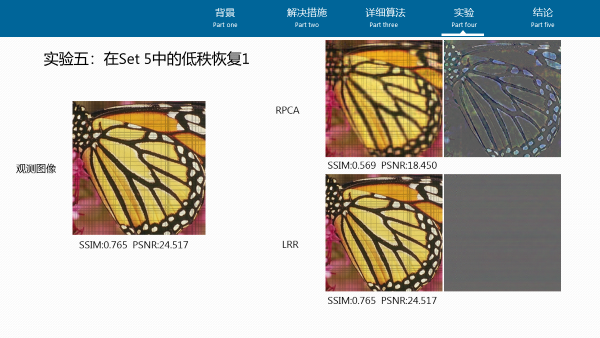 背景
Part one
解决措施
Part two
详细算法
Part three
实验
Part four
结论
Part five
实验五：在Set 5中的低秩恢复1
观测图像
SSIM:0.765 PSNR:24.517
RPCA
SSIM:0.569 PSNR:18.450
LRR
SSIM:0.765 PSNR:24.517